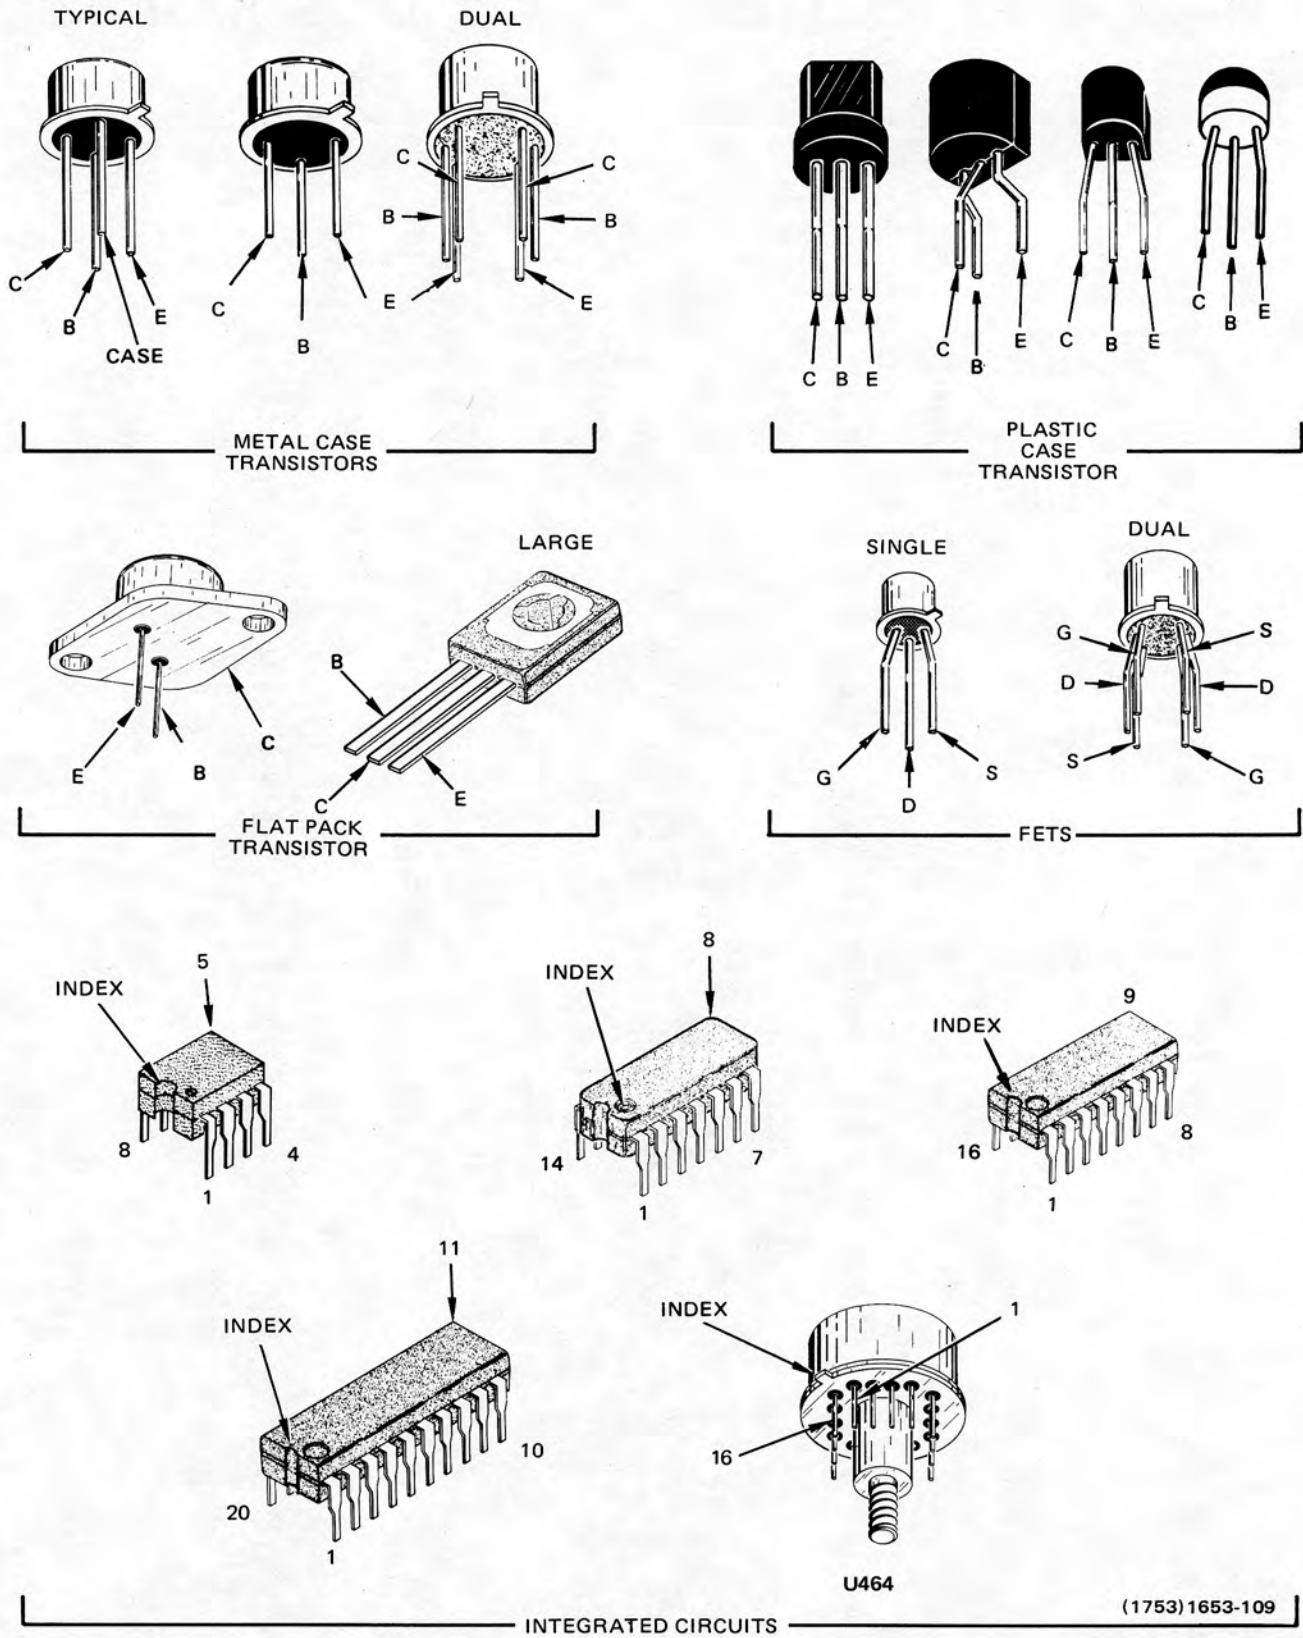 TYPICAL
DUAL
C
B
CASE
E
C
B
E
C
C
B
B
E
E
METAL CASE
TRANSISTORS
C
B
E
C
B
E
C
B
E
C
B
E
PLASTIC
CASE
TRANSISTOR
E
B
C
LARGE
B
C
E
FLAT PACK
TRANSISTOR
SINGLE
G
D
S
DUAL
G
S
D
D
S
G
FETS
5
INDEX
8
4
1
8
INDEX
14
7
1
9
INDEX
16
8
1
11
INDEX
20
10
1
INDEX
1
16
U464
(1753)1653-109
INTEGRATED CIRCUITS